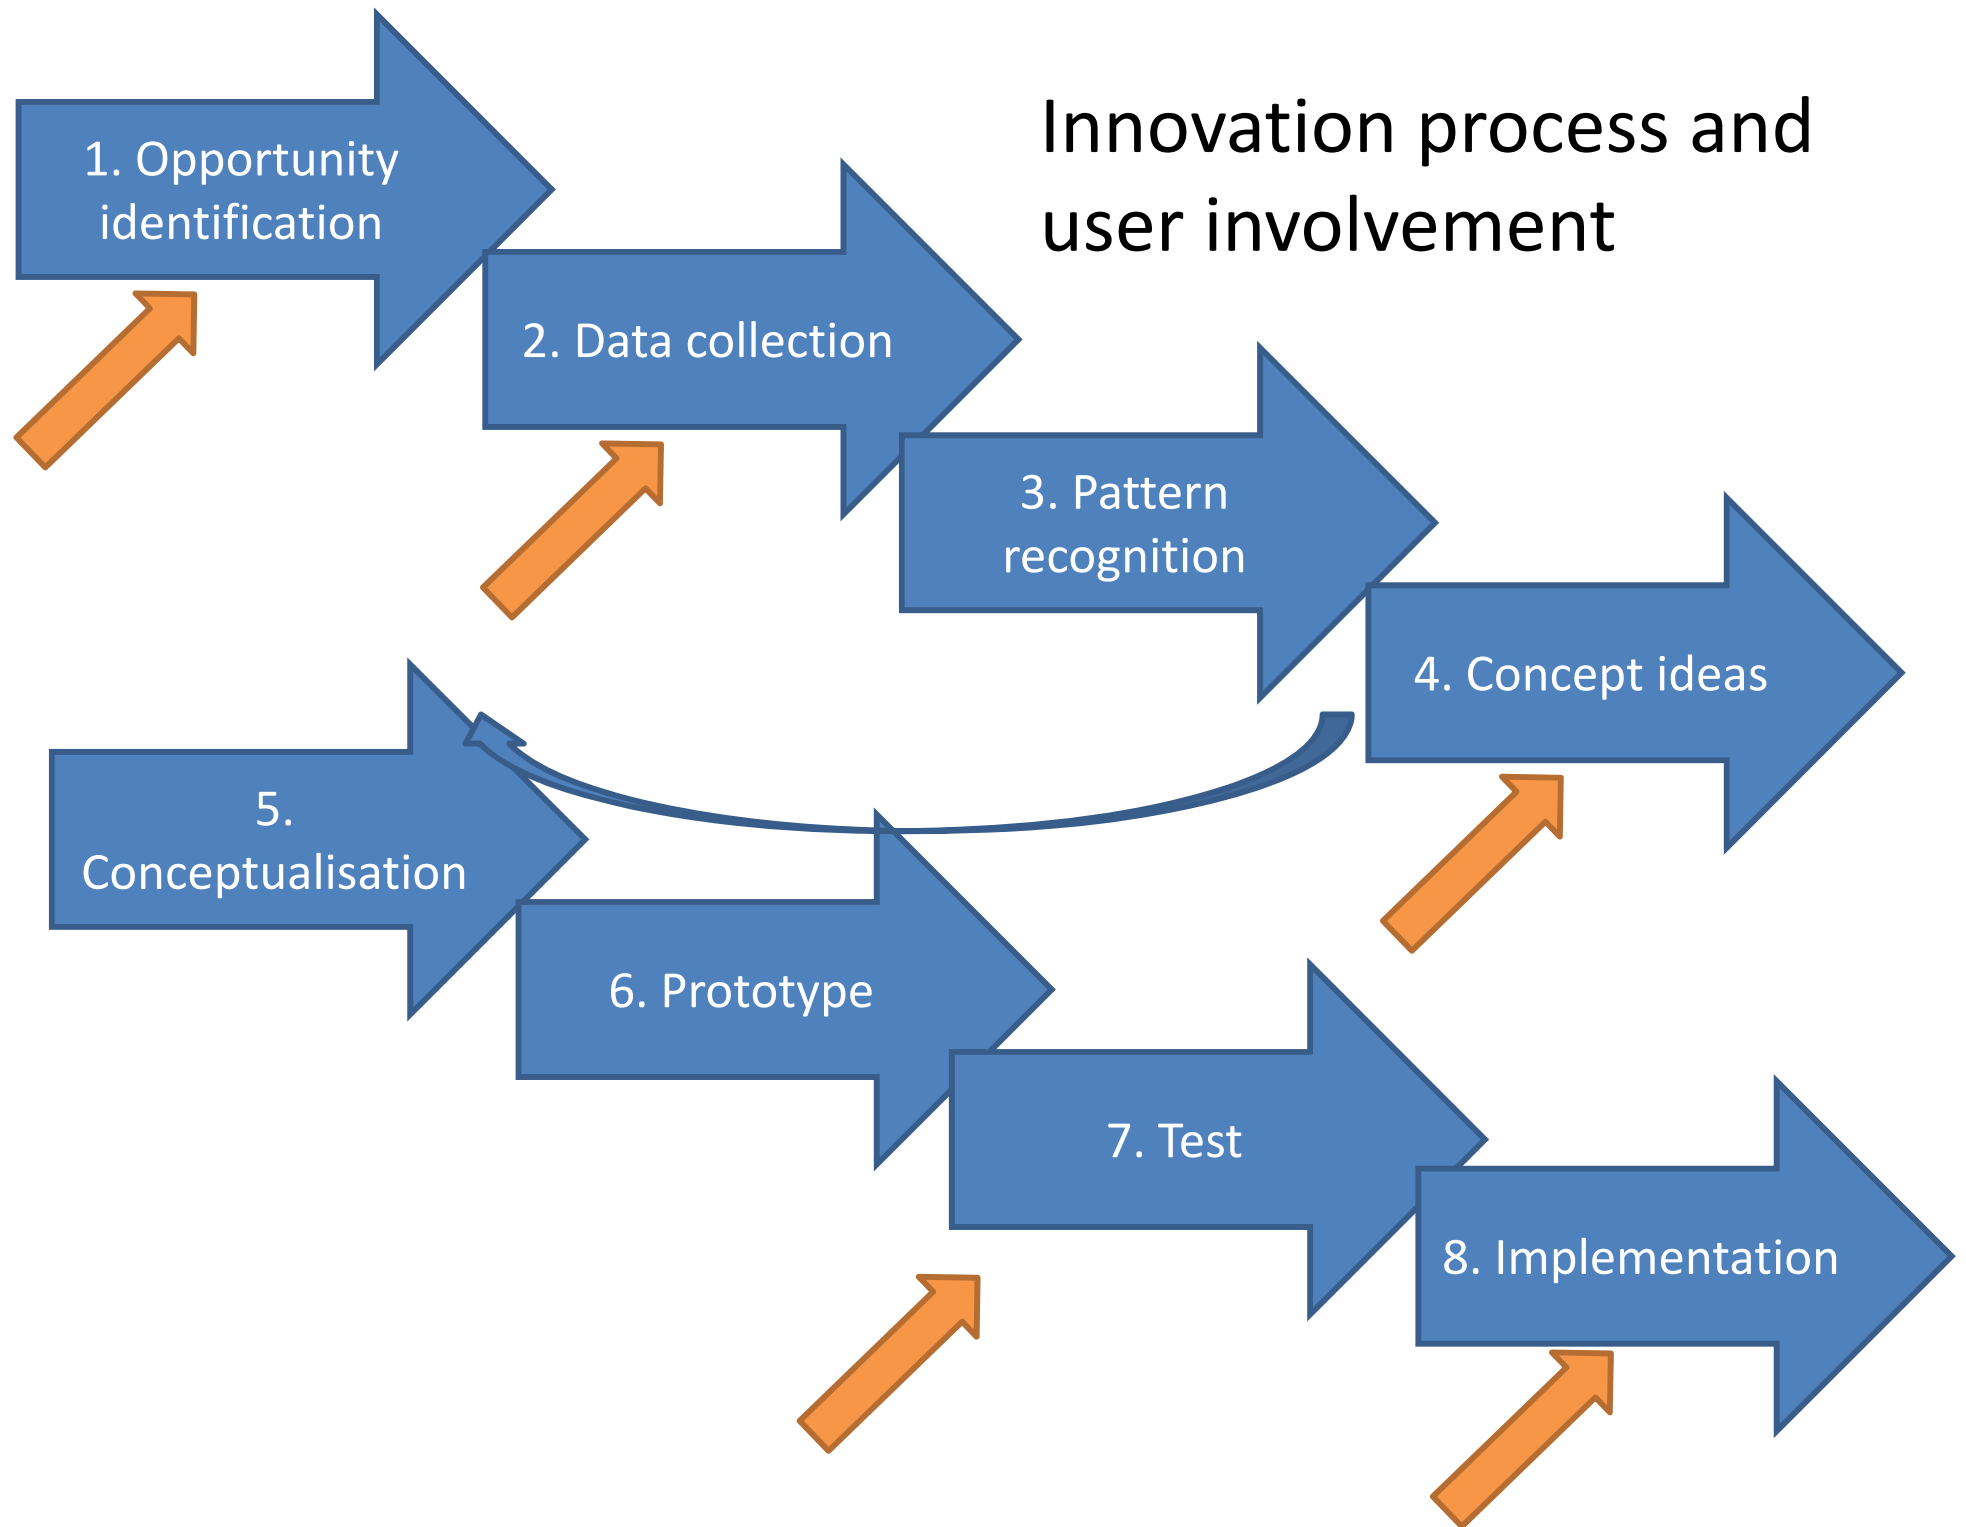 Innovation process and
user involvement
1. Opportunity
identification
2. Data collection
3. Pattern
recognition
4. Concept ideas
5.
Conceptualisation
6. Prototype
7. Test
8. Implementation